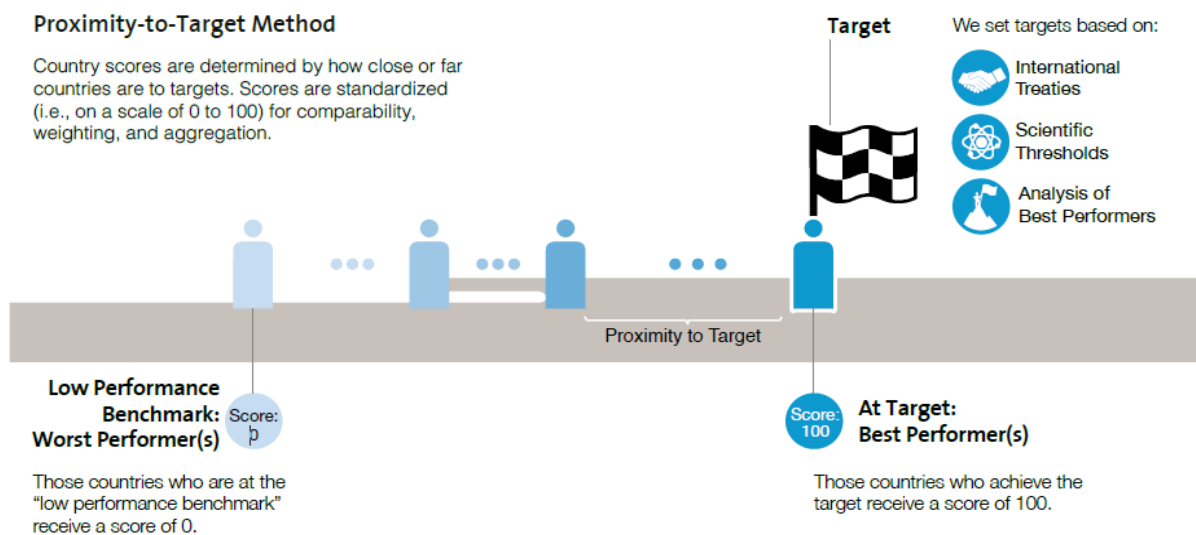 Proximity-to-Target Method
Country scores are determined by how close or far
countries are to targets. Scores are standardized
(i.e., on a scale of 0 to 100) for comparability,
weighting, and aggregation.
Target
We set targets based on:
International
Treaties
Scientific
Thresholds
Analysis of
Best Performers
Proximity to Target
Low Performance
Benchmark:
Worst Performer(s)
Score:
Those countries who are at the
“low performance benchmark”
receive a score of 0.
Score:
100
At Target:
Best Performer(s)
Those countries who achieve the
target receive a score of 100.